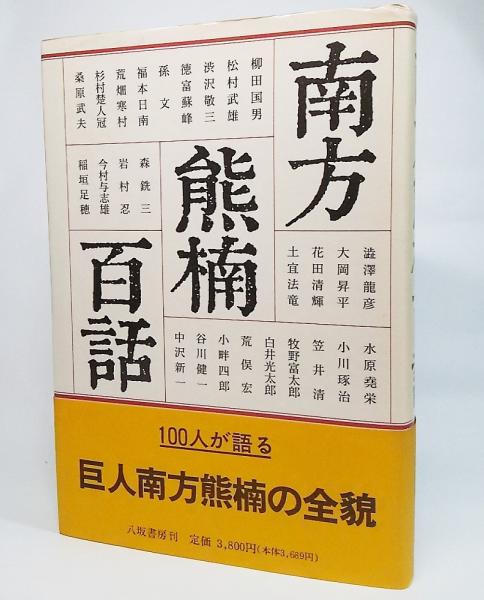 南方
熊楠
百話
柳田国男
松村武雄
渋沢敬三
徳富蘇峰
孫文
福本日南
荒畑寒村
杉村楚人冠
桑原武夫
森銑三
岩村忍
今村与志雄
稲垣足穂
澁澤龍彦
大岡昇平
花田清輝
土宜法竜
水原堯栄
小川琢治
笠井清
牧野富太郎
白井光太郎
荒俣宏
小畔四郎
谷川健一
中沢新一
100人が語る
巨人南方熊楠の全貌
八坂書房刊 定価 3,800円(本体3,689円)